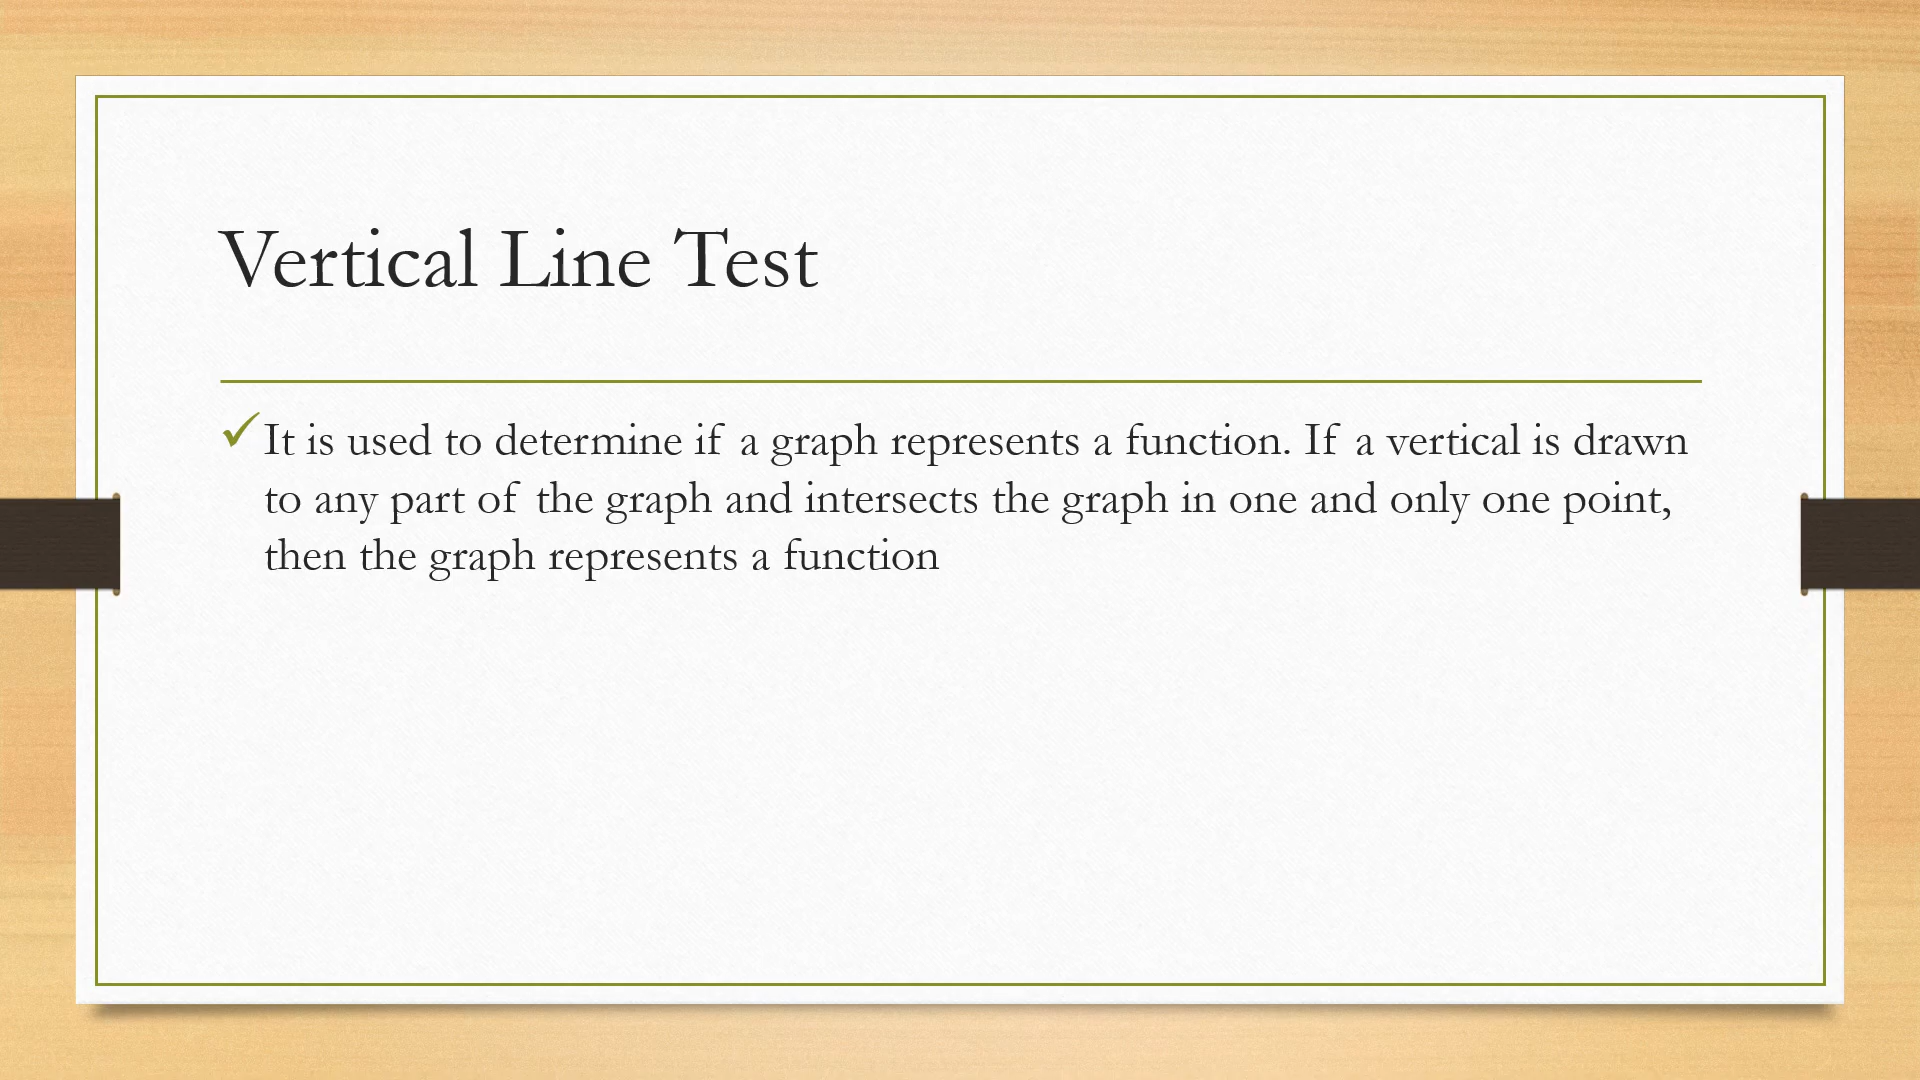 Vertical Line Test
It is used to determine if a graph represents a function. If a vertical is drawn
to any part of the graph and intersects the graph in one and only one point,
then the graph represents a function